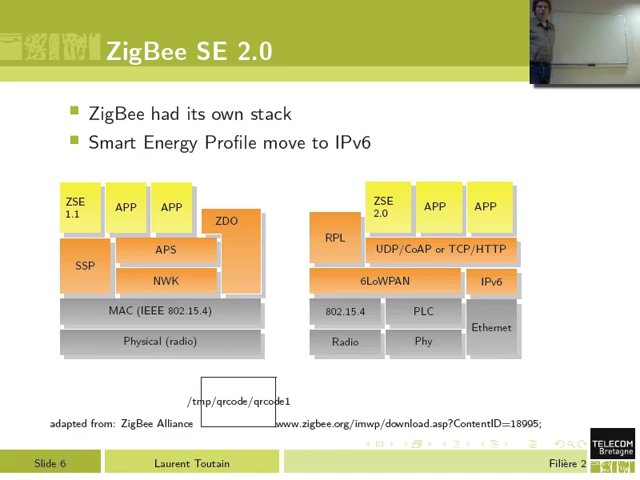 ZigBee SE 2.0
ZigBee had its own stack
Smart Energy Profile move to IPv6
ZSE
1.1
APP
APP
ZDO
SSP
APS
NWK
MAC (IEEE 802.15.4)
Physical (radio)
ZSE
2.0
APP
APP
RPL
UDP/CoAP or TCP/HTTP
6LoWPAN
IPv6
802.15.4
PLC
Ethernet
Radio
Phy
/tmp/qrcode/qrcode1
adapted from: ZigBee Alliance
www.zigbee.org/imwp/download.asp?ContentID=18995;
TELECOM
Bretagne
Slide 6
Laurent Toutain
Filière 2